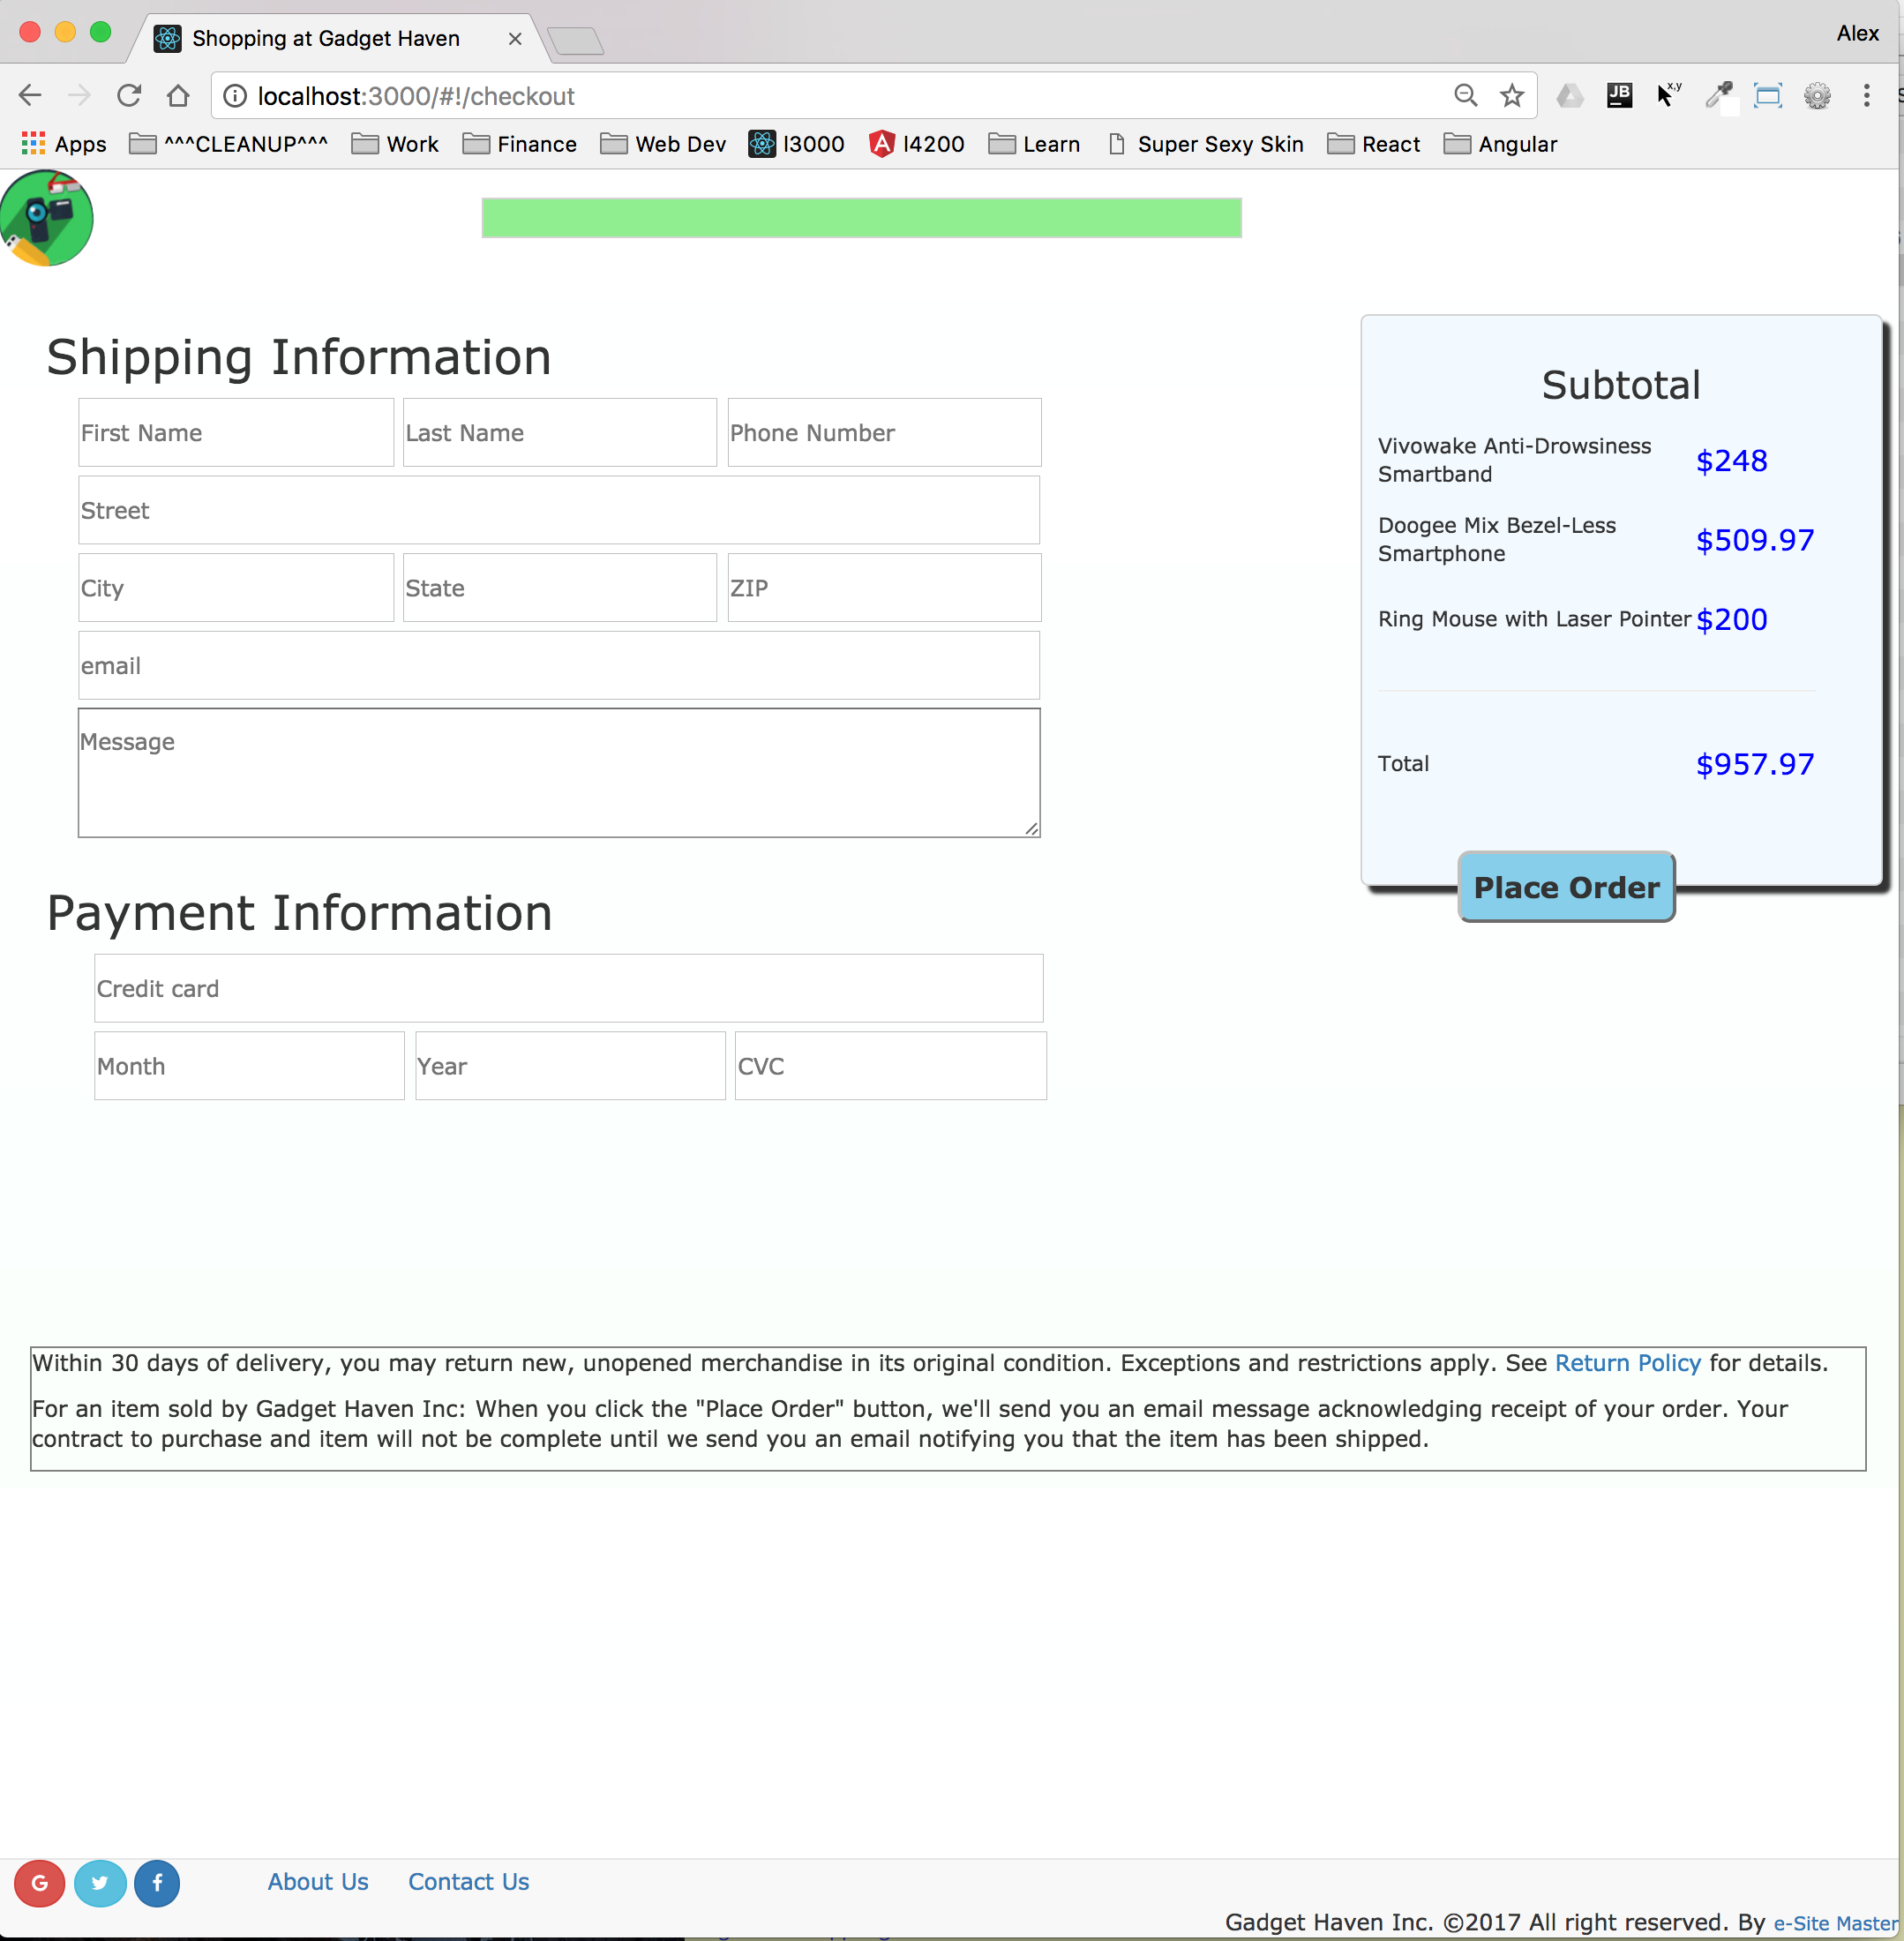 Shopping at Gadget Haven
Alex
localhost:3000/#!/checkout
JB
x,y
Apps ^^^CLEANUP^^^ Work Finance Web Dev l3000 l4200 Learn Super Sexy Skin React Angular
Shipping Information
First Name Last Name Phone Number
Street
City State ZIP
email
Message
Subtotal
Vivowake Anti-Drowsiness
Smartband $248
Doogee Mix Bezel-Less
Smartphone $509.97
Ring Mouse with Laser Pointer $200
Total $957.97
Place Order
Payment Information
Credit card
Month Year CVC
Within 30 days of delivery, you may return new, unopened merchandise in its original condition. Exceptions and restrictions apply. See Return Policy for details.
For an item sold by Gadget Haven Inc: When you click the "Place Order" button, we'll send you an email message acknowledging receipt of your order. Your
contract to purchase and item will not be complete until we send you an email notifying you that the item has been shipped.
About Us Contact Us
Gadget Haven Inc. ©2017 All right reserved. By e-Site Master